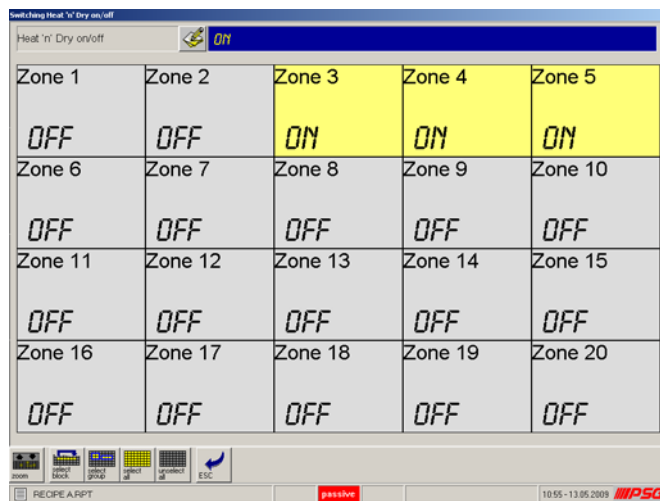 Switching Heat 'n' Dry on/off
Heat 'n' Dry on/off ON
Zone 1 Zone 2 Zone 3 Zone 4 Zone 5
OFF OFF ON ON ON
Zone 6 Zone 7 Zone 8 Zone 9 Zone 10
OFF OFF OFF OFF OFF
Zone 11 Zone 12 Zone 13 Zone 14 Zone 15
OFF OFF OFF OFF OFF
Zone 16 Zone 17 Zone 18 Zone 19 Zone 20
OFF OFF OFF OFF OFF
zoom select block select group select all unselect all ESC
RECIPE A.RPT passive 10:55 - 13.05.2009 PSC